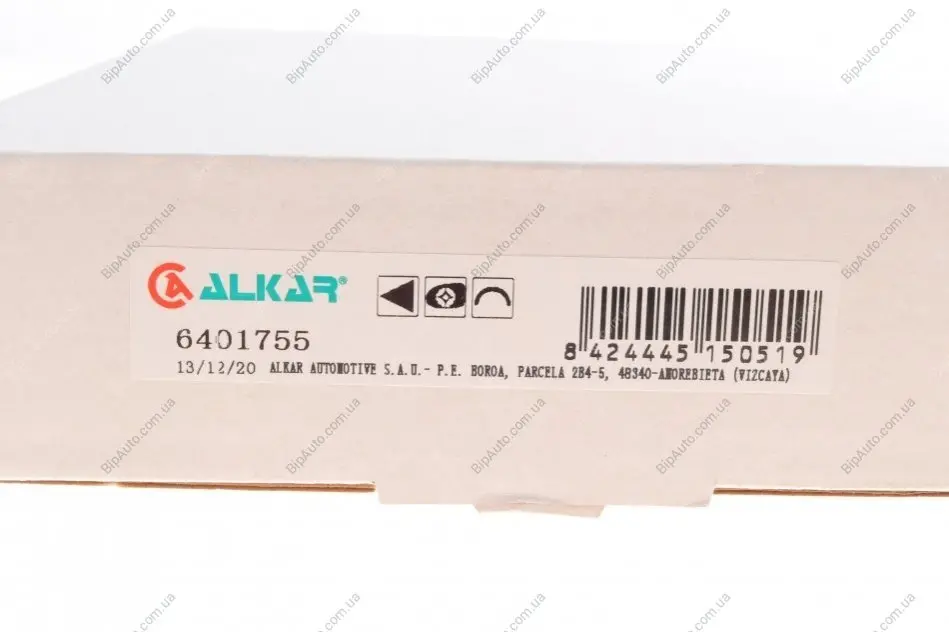 ALKAR®
6401755
8 424445 150519
13/12/20 ALKAR AUTOMOTIVE S.A.U.- P.E. BOROA, PARCELA 2B4-5, 48340-AMOREBIETA (VIZCAYA)
BipAuto.com.ua